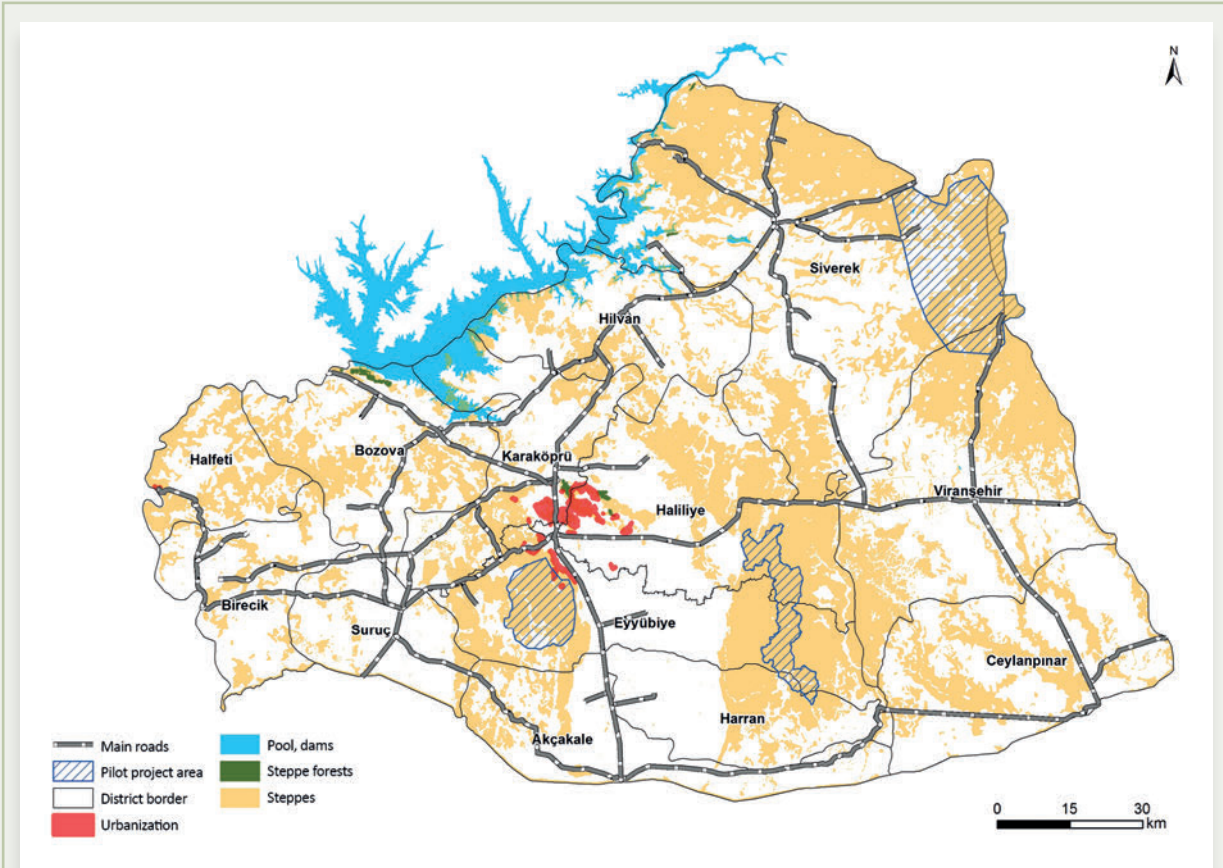 N
Siverek
Hilvan
Halfeti
Bozova
Karaköprü
Haliliye
Viranşehir
Birecik
Suruç
Eyyübiye
Ceylanpınar
Harran
Akçakale
Main roads
Pilot project area
District border
Urbanization
Pool, dams
Steppe forests
Steppes
0 15 30
km